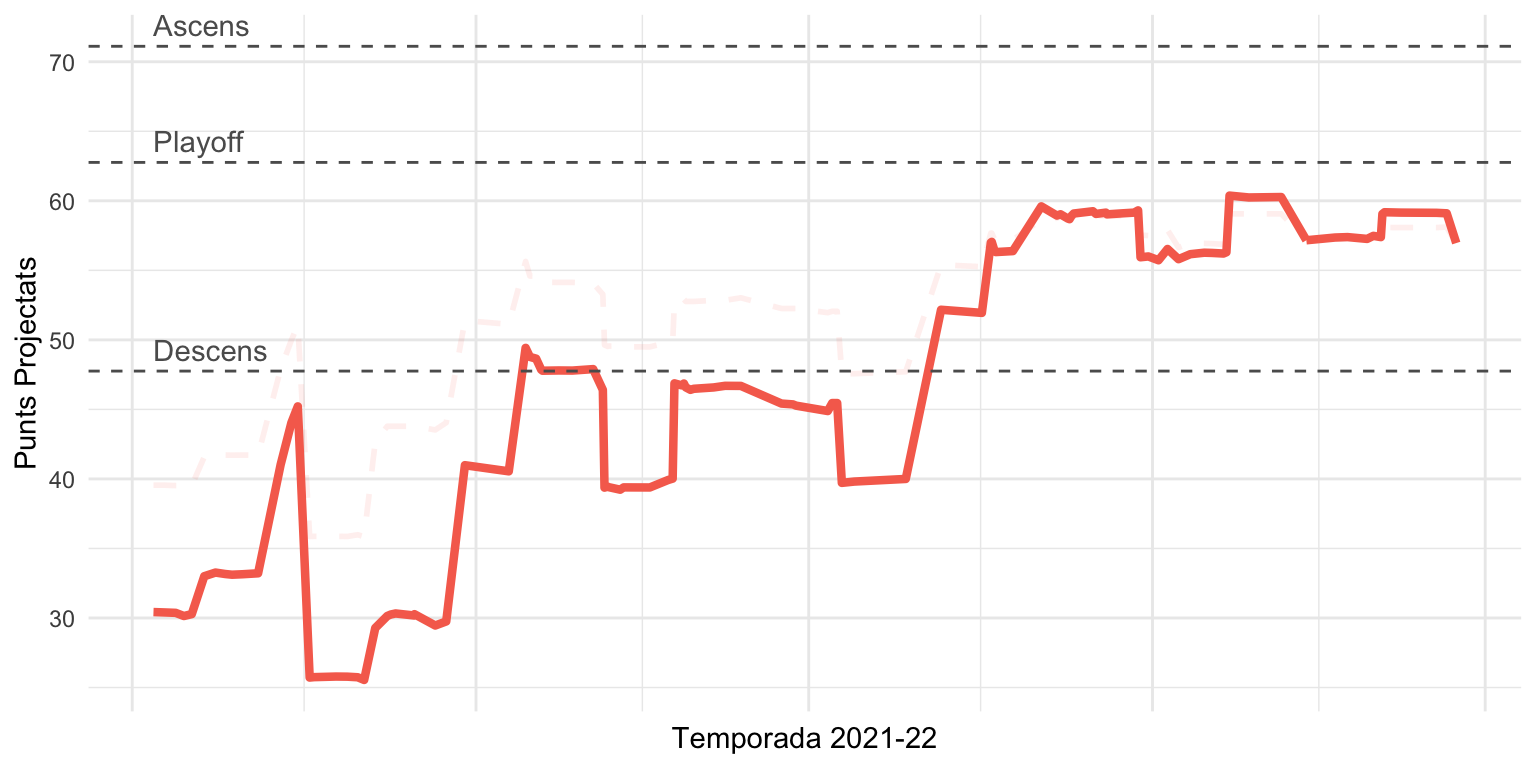 Ascens
70
Playoff
60
Descens
50
40
30
Punts Projectats
Temporada 2021-22